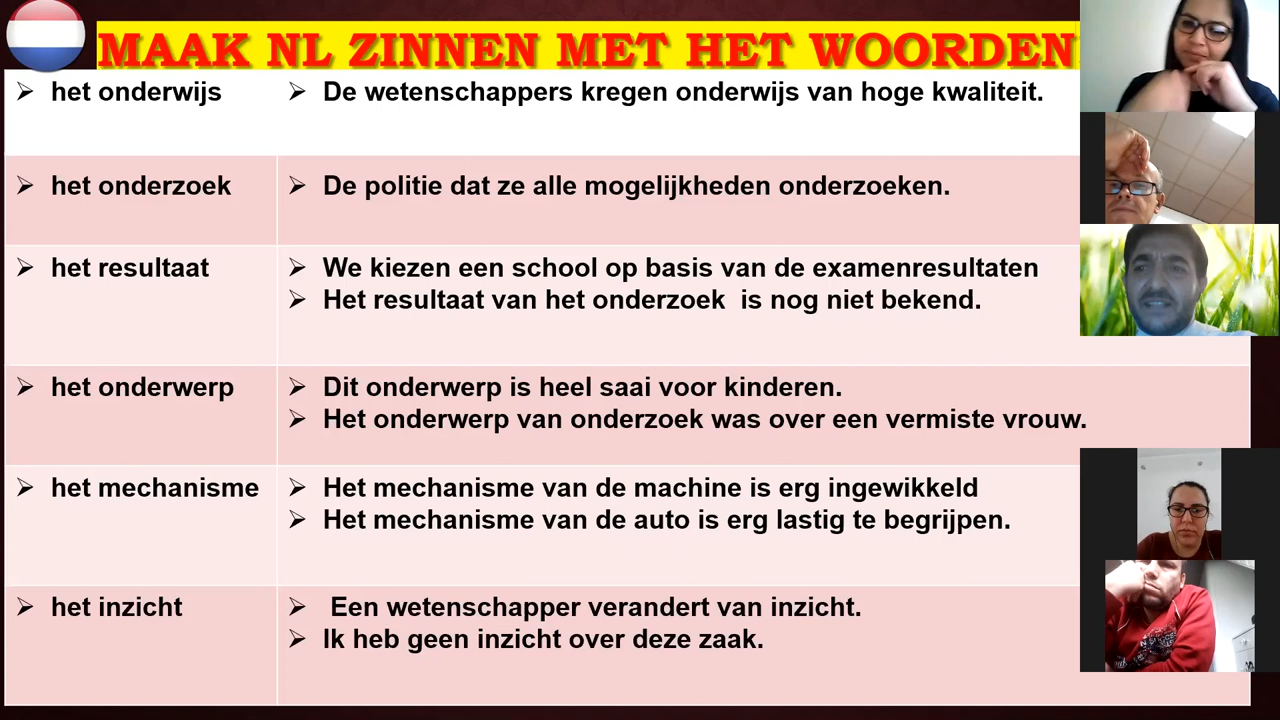 MAAK NL ZINNEN MET HET WOORDEN
het onderwijs
De wetenschappers kregen onderwijs van hoge kwaliteit.
het onderzoek
De politie dat ze alle mogelijkheden onderzoeken.
het resultaat
We kiezen een school op basis van de examenresultaten
Het resultaat van het onderzoek is nog niet bekend.
het onderwerp
Dit onderwerp is heel saai voor kinderen.
Het onderwerp van onderzoek was over een vermiste vrouw.
het mechanisme
Het mechanisme van de machine is erg ingewikkeld
Het mechanisme van de auto is erg lastig te begrijpen.
het inzicht
Een wetenschapper verandert van inzicht.
Ik heb geen inzicht over deze zaak.